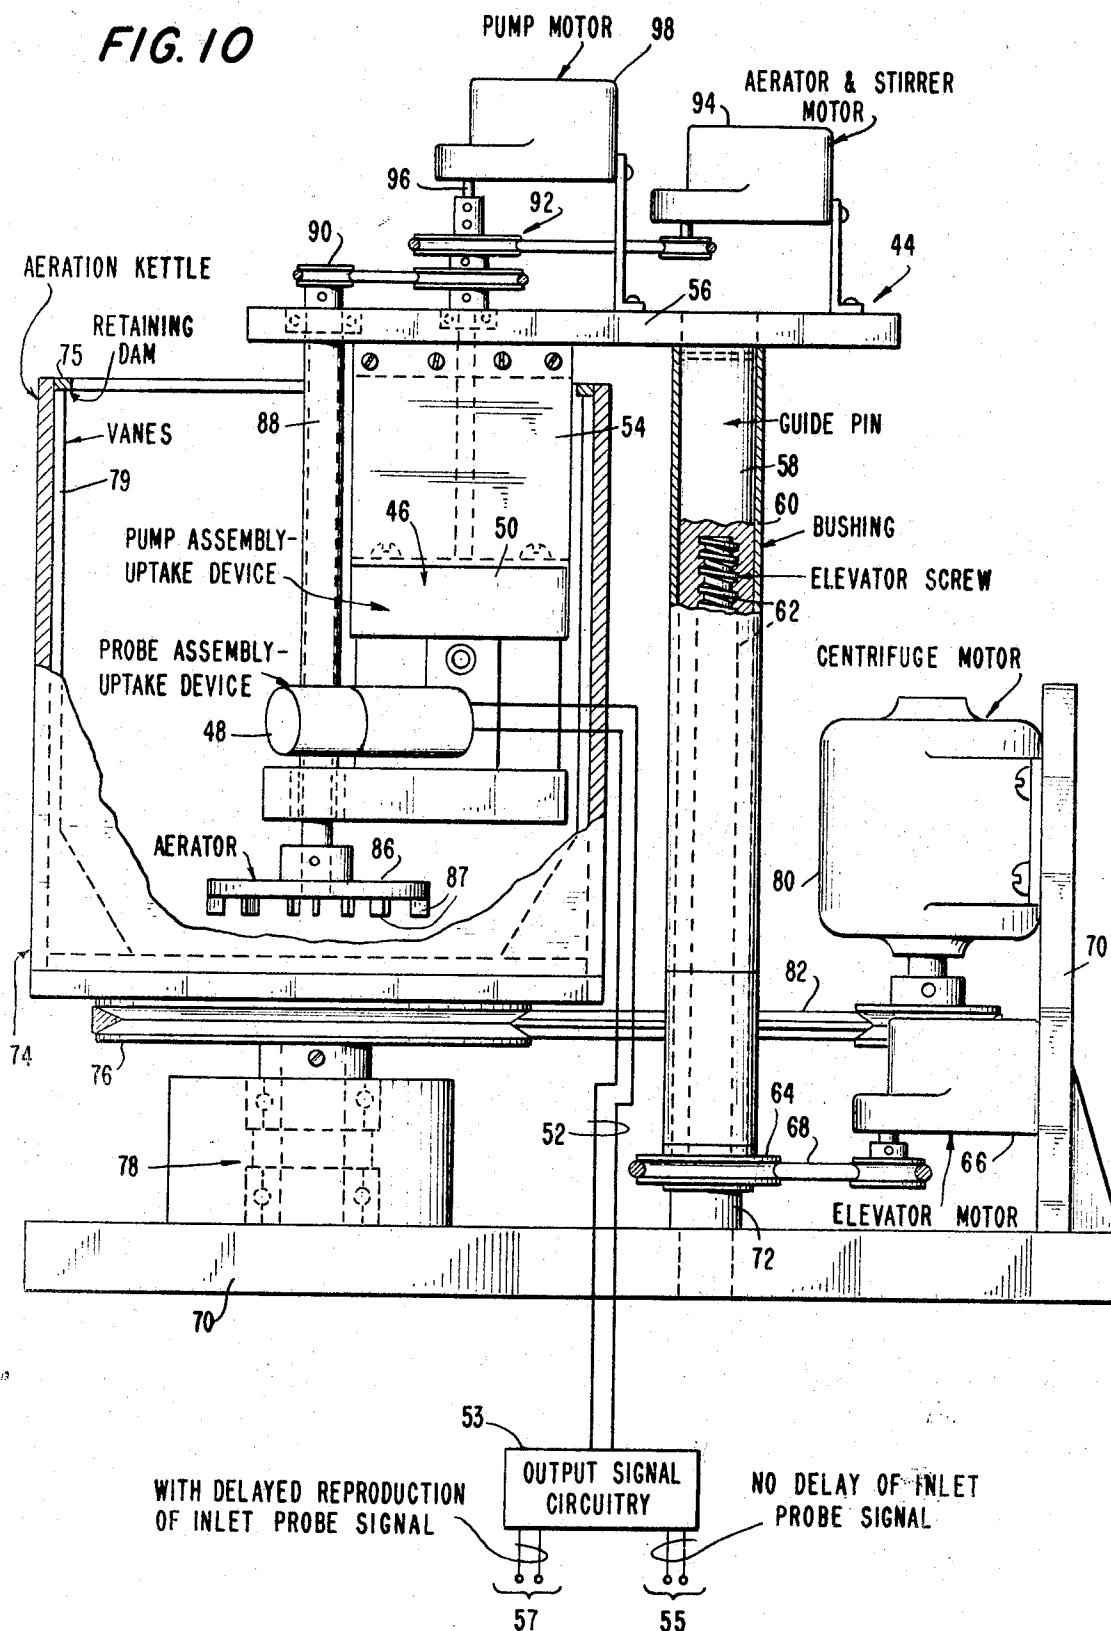 FIG. 10
PUMP MOTOR
98
AERATOR & STIRRER
MOTOR
94
96
92
90
44
AERATION KETTLE
56
RETAINING
DAM
75
VANES
88
54
GUIDE PIN
79
58
46
50
60
BUSHING
PUMP ASSEMBLY-
UPTAKE DEVICE
ELEVATOR SCREW
62
PROBE ASSEMBLY-
UPTAKE DEVICE
CENTRIFUGE MOTOR
48
AERATOR
86
87
80
70
82
74
76
64
68
52
78
66
ELEVATOR MOTOR
72
70
53
OUTPUT SIGNAL
CIRCUITRY
WITH DELAYED REPRODUCTION
OF INLET PROBE SIGNAL
NO DELAY OF INLET
PROBE SIGNAL
57
55